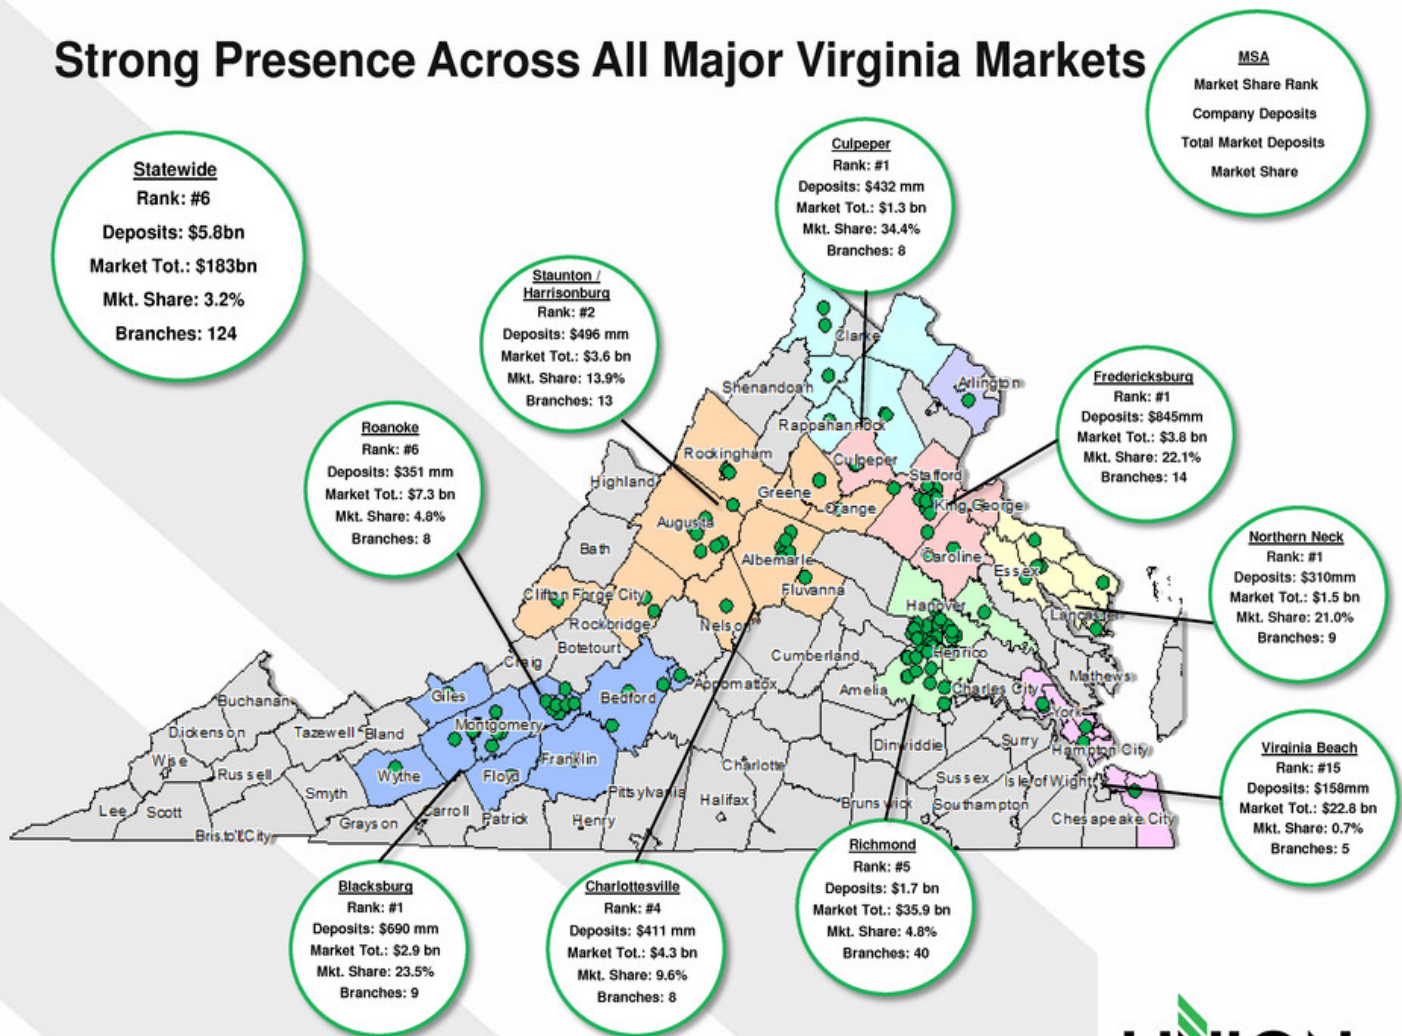 Strong Presence Across All Major Virginia Markets
MSA
Market Share Rank
Company Deposits
Total Market Deposits
Market Share
Statewide
Rank: #6
Deposits: $5.8bn
Market Tot.: $183bn
Mkt. Share: 3.2%
Branches: 124
Culpeper
Rank: #1
Deposits: $432 mm
Market Tot.: $1.3 bn
Mkt. Share: 34.4%
Branches: 8
Staunton /
Harrisonburg
Rank: #2
Deposits: $496 mm
Market Tot.: $3.6 bn
Mkt. Share: 13.9%
Branches: 13
Fredericksburg
Rank: #1
Deposits: $845mm
Market Tot.: $3.8 bn
Mkt. Share: 22.1%
Branches: 14
Roanoke
Rank: #6
Deposits: $351 mm
Market Tot.: $7.3 bn
Mkt. Share: 4.8%
Branches: 8
Northern Neck
Rank: #1
Deposits: $310mm
Market Tot.: $1.5 bn
Mkt. Share: 21.0%
Branches: 9
Virginia Beach
Rank: #15
Deposits: $158mm
Market Tot.: $22.8 bn
Mkt. Share: 0.7%
Branches: 5
Blacksburg
Rank: #1
Deposits: $690 mm
Market Tot.: $2.9 bn
Mkt. Share: 23.5%
Branches: 9
Charlottesville
Rank: #4
Deposits: $411 mm
Market Tot.: $4.3 bn
Mkt. Share: 9.6%
Branches: 8
Richmond
Rank: #5
Deposits: $1.7 bn
Market Tot.: $35.9 bn
Mkt. Share: 4.8%
Branches: 40
Clarke
Shenandoah
Arlington
Rappahannock
Rockingham
Culpeper
Stafford
Highland
Greene
Orange
King George
Augusta
Bath
Albemarle
Caroline
Essex
Clifton Forge City
Fluvanna
Hanover
Lancaster
Rockbridge
Nelson
Botetourt
Cumberland
Henrico
Craig
Mathews
Appomattox
Amelia
Charles City
Giles
Bedford
Buchanan
York
Montgomery
Dickenson
Tazewell
Bland
Hampton City
Surry
Dinwiddie
Wise
Russell
Wythe
Floyd
Franklin
Charlotte
Sussex
Isle of Wight
Smyth
Pittsylvania
Halifax
Brunswick
Southampton
Lee
Scott
Carroll
Patrick
Henry
Chesapeake City
Grayson
Bristol City
UNION